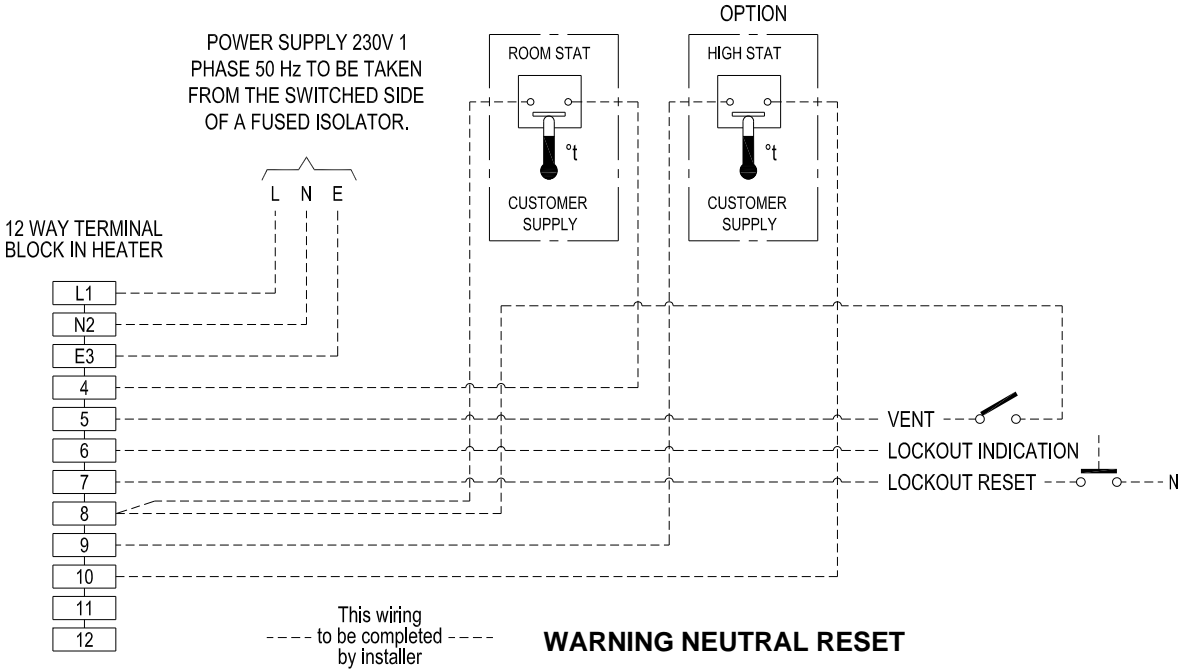 OPTION
POWER SUPPLY 230V 1
PHASE 50 Hz TO BE TAKEN
FROM THE SWITCHED SIDE
OF A FUSED ISOLATOR.
ROOM STAT
°t
CUSTOMER
SUPPLY
HIGH STAT
°t
CUSTOMER
SUPPLY
L N E
12 WAY TERMINAL
BLOCK IN HEATER
L1
N2
E3
4
5
6
7
8
9
10
11
12
VENT
LOCKOUT INDICATION
LOCKOUT RESET
N
This wiring
to be completed
by installer
WARNING NEUTRAL RESET